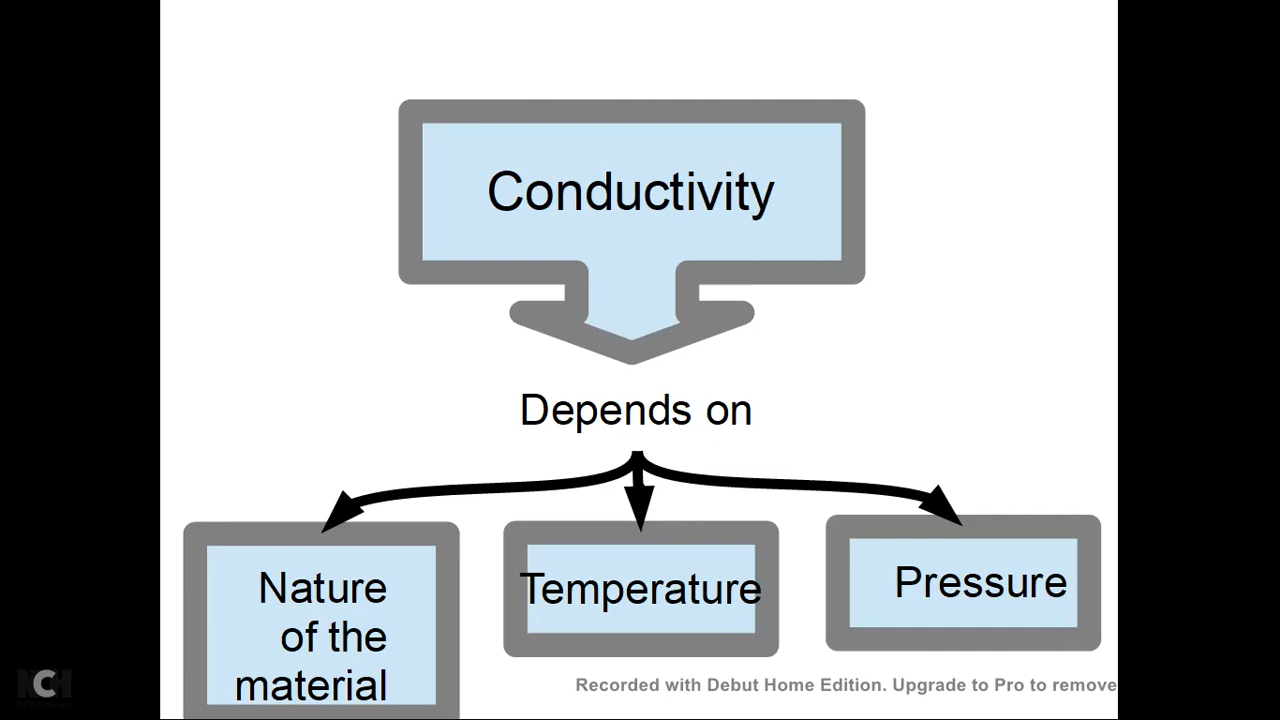 Conductivity
Depends on
Nature
of the
material
Temperature
Pressure
Recorded with Debut Home Edition. Upgrade to Pro to remove
NCH